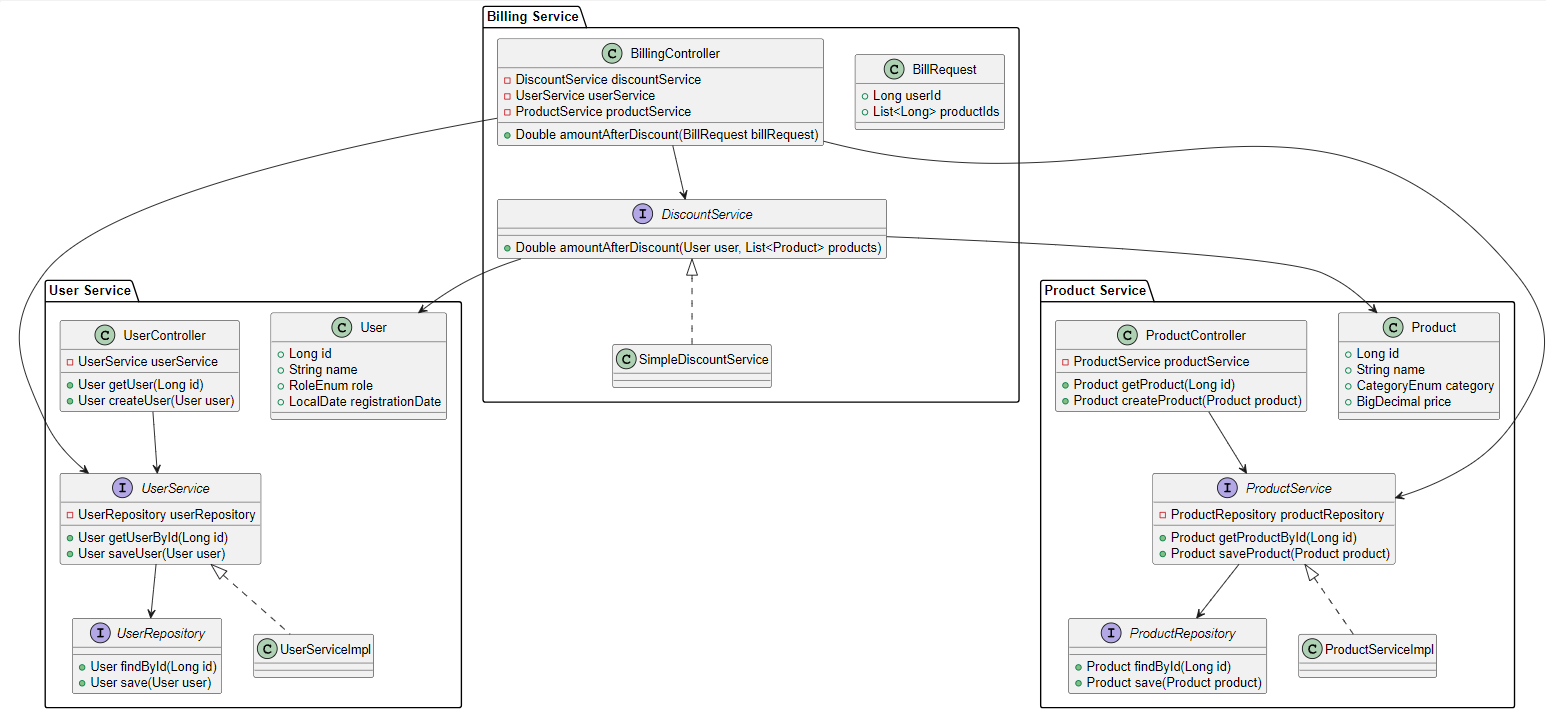 Billing Service
C BillingController
DiscountService discountService
UserService userService
ProductService productService
Double amountAfterDiscount(BillRequest billRequest)
C BillRequest
Long userId
List<Long> productIds
I DiscountService
Double amountAfterDiscount(User user, List<Product> products)
C SimpleDiscountService
User Service
C UserController
UserService userService
User getUser(Long id)
User createUser(User user)
C User
Long id
String name
RoleEnum role
LocalDate registrationDate
I UserService
UserRepository userRepository
User getUserById(Long id)
User saveUser(User user)
I UserRepository
User findById(Long id)
User save(User user)
C UserServiceImpl
Product Service
C ProductController
ProductService productService
Product getProduct(Long id)
Product createProduct(Product product)
C Product
Long id
String name
CategoryEnum category
BigDecimal price
I ProductService
ProductRepository productRepository
Product getProductById(Long id)
Product saveProduct(Product product)
I ProductRepository
Product findById(Long id)
Product save(Product product)
C ProductServiceImpl